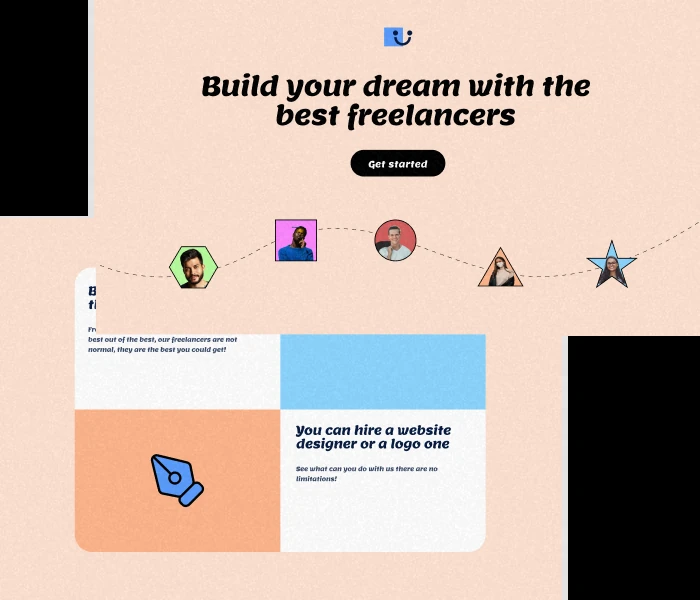 Build your dream with the
best freelancers
Get started
best out of the best, our freelancers are not
normal, they are the best you could get!
You can hire a website
designer or a logo one
See what can you do with us there are no
limitations!